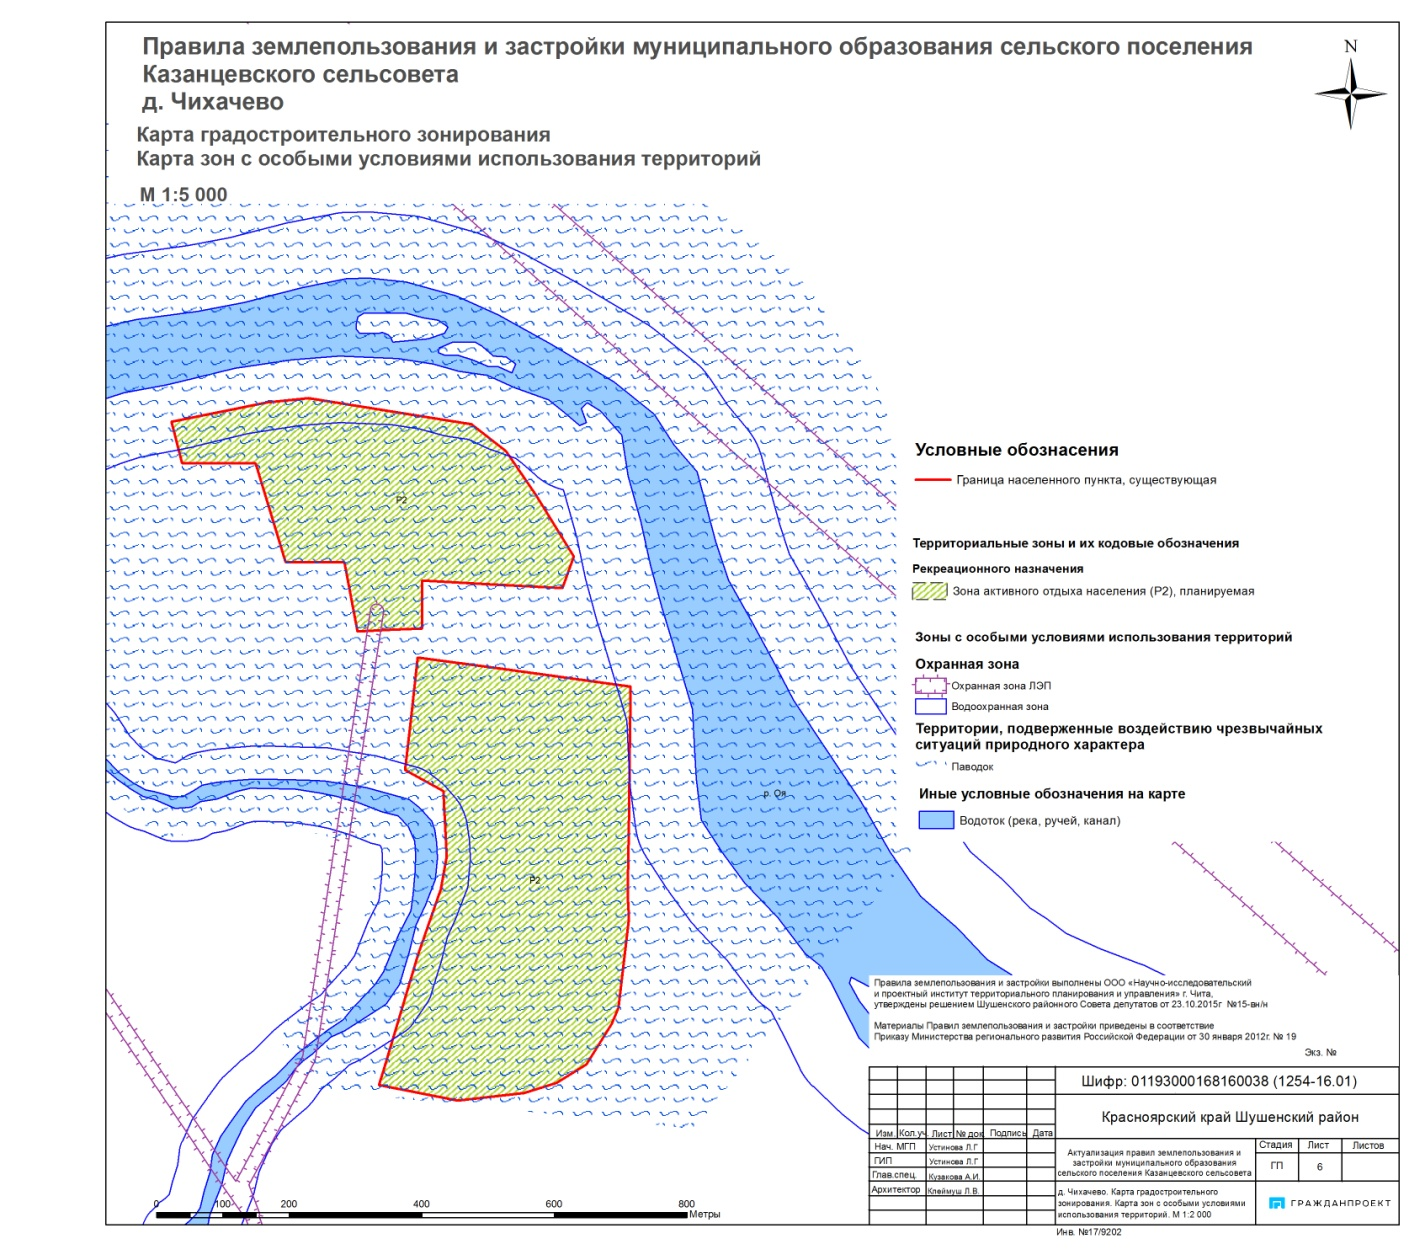 Правила землепользования и застройки муниципального образования сельского поселения
Казанцевского сельсовета
д. Чихачево
Карта градостроительного зонирования
Карта зон с особыми условиями использования территорий
М 1:5 000
N
Р2
Р2
р. Оя
Условные обознасения
Граница населенного пункта, существующая
Территориальные зоны и их кодовые обозначения
Рекреационного назначения
Зона активного отдыха населения (Р2), планируемая
Зоны с особыми условиями использования территорий
Охранная зона
Охранная зона ЛЭП
Водоохранная зона
Территории, подверженные воздействию чрезвычайных
ситуаций природного характера
Паводок
Иные условные обозначения на карте
Водоток (река, ручей, канал)
Правила землепользования и застройки выполнены ООО «Научно-исследовательский
и проектный институт территориального планирования и управления» г. Чита,
утверждены решением Шушенского районного Совета депутатов от 23.10.2015г №15-вн/н
Материалы Правил землепользования и застройки приведены в соответствие
Приказу Министерства регионального развития Российской Федерации от 30 января 2012г. № 19
Экз. №
Шифр: 01193000168160038 (1254-16.01)
Красноярский край Шушенский район
Изм. Кол.уч Лист № док Подпись Дата
Нач. МГП Устинова Л.Г
ГИП Устинова Л.Г
Глав.спец. Кузакова А.И.
Архитектор Клеймуш Л.В.
Актуализация правил землепользования и
застройки муниципального образования
сельского поселения Казанцевского сельсовета
Стадия Лист Листов
ГП 6
д. Чихачево. Карта градостроительного
зонирования. Карта зон с особыми условиями
использования территорий. М 1:2 000
ГРАЖДАНПРОЕКТ
Инв. №17/9202
0 100 200 400 600 800
Метры